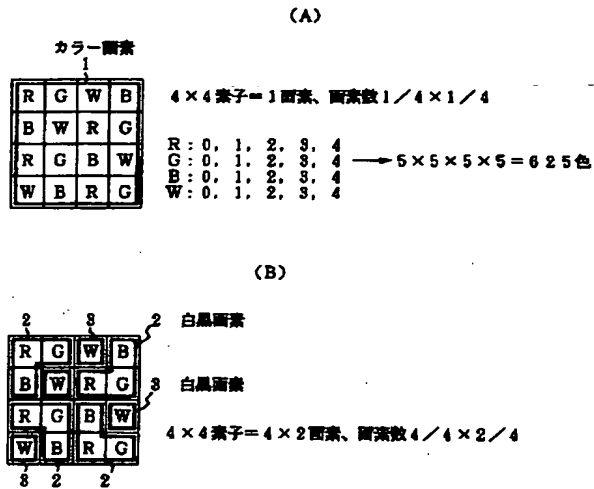 (A)
カラー画素
1
R G W B
B W R G
R G B W
W B R G
4×4素子=1画素、画素数1/4×1/4
R:0, 1, 2, 3, 4
G:0, 1, 2, 3, 4
B:0, 1, 2, 3, 4
W:0, 1, 2, 3, 4
5×5×5×5=625色
(B)
2 3 2 白黒画素
R G W B
B W R G
3 白黒画素
R G B W
W B R G
4×4素子=4×2画素、画素数4/4×2/4
3 2 2